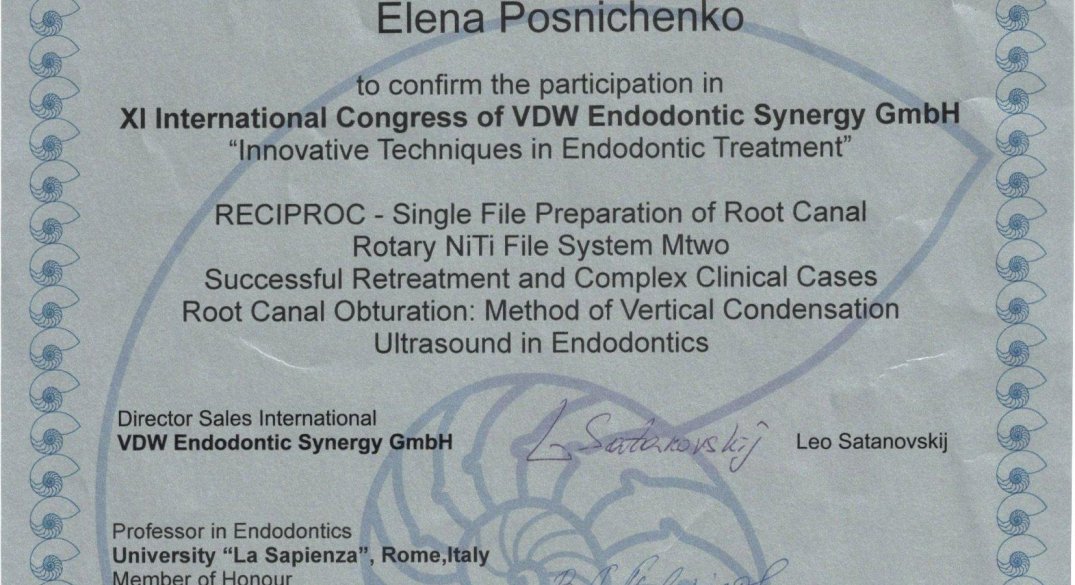 Elena Posnichenko
to confirm the participation in
XI International Congress of VDW Endodontic Synergy GmbH
“Innovative Techniques in Endodontic Treatment”
RECIPROC - Single File Preparation of Root Canal
Rotary NiTi File System Mtwo
Successful Retreatment and Complex Clinical Cases
Root Canal Obturation: Method of Vertical Condensation
Ultrasound in Endodontics
Director Sales International
VDW Endodontic Synergy GmbH L Satanovskij Leo Satanovskij
Professor in Endodontics
University “La Sapienza”, Rome,Italy
Member of Honour